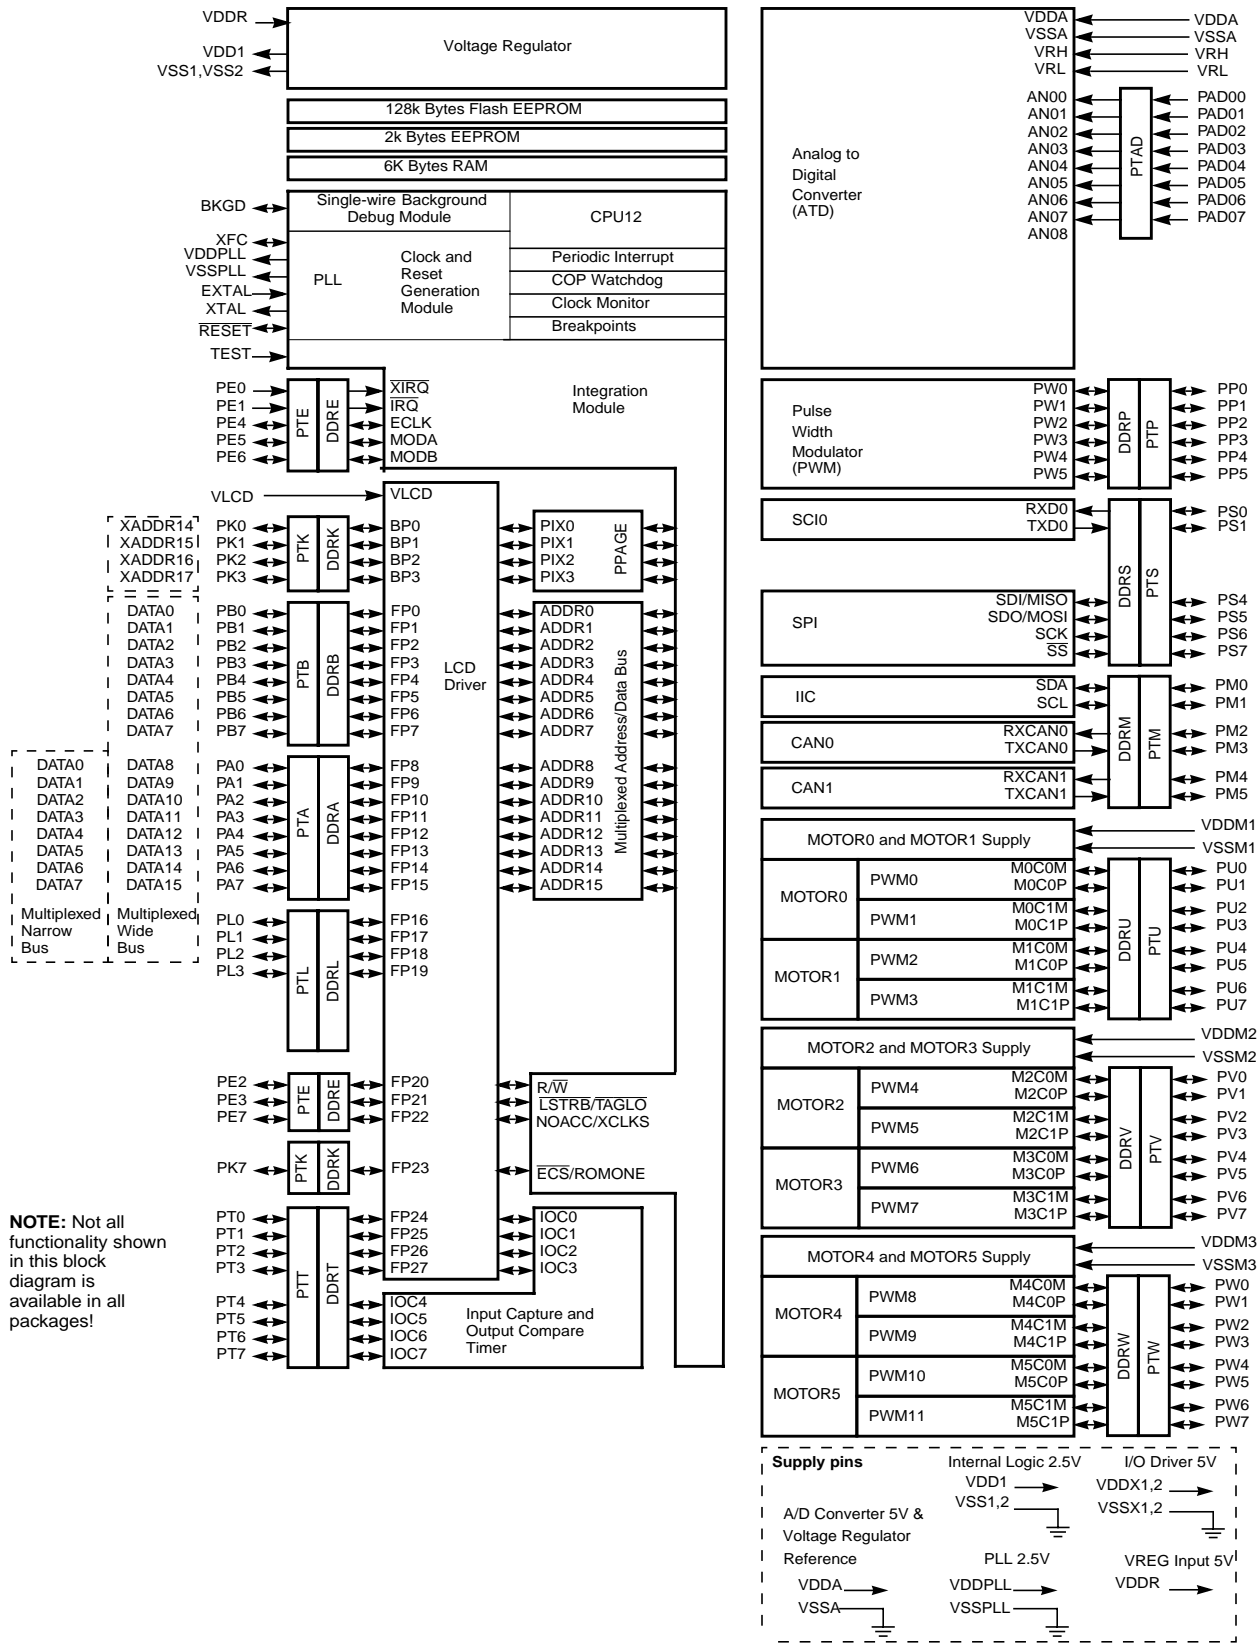 VDDR
VDD1
VSS1,VSS2
Voltage Regulator
128k Bytes Flash EEPROM
2k Bytes EEPROM
6K Bytes RAM
Single-wire Background
Debug Module
CPU12
BKGD
XFC
VDDPLL
VSSPLL
EXTAL
XTAL
RESET
TEST
PLL
Clock and
Reset
Generation
Module
Periodic Interrupt
COP Watchdog
Clock Monitor
Breakpoints
Integration
Module
PE0
PE1
PE4
PE5
PE6
PTE
DDRE
XIRQ
IRQ
ECLK
MODA
MODB
VLCD
VLCD
XADDR14
XADDR15
XADDR16
XADDR17
PK0
PK1
PK2
PK3
PTK
DDRK
BP0
BP1
BP2
BP3
PIX0
PIX1
PIX2
PIX3
PPAGE
DATA0
DATA1
DATA2
DATA3
DATA4
DATA5
DATA6
DATA7
PB0
PB1
PB2
PB3
PB4
PB5
PB6
PB7
PTB
DDRB
FP0
FP1
FP2
FP3
FP4
FP5
FP6
FP7
LCD
Driver
ADDR0
ADDR1
ADDR2
ADDR3
ADDR4
ADDR5
ADDR6
ADDR7
Multiplexed Address/Data Bus
DATA0
DATA1
DATA2
DATA3
DATA4
DATA5
DATA6
DATA7
Multiplexed
Narrow
Bus
DATA8
DATA9
DATA10
DATA11
DATA12
DATA13
DATA14
DATA15
Multiplexed
Wide
Bus
PA0
PA1
PA2
PA3
PA4
PA5
PA6
PA7
PTA
DDRA
FP8
FP9
FP10
FP11
FP12
FP13
FP14
FP15
ADDR8
ADDR9
ADDR10
ADDR11
ADDR12
ADDR13
ADDR14
ADDR15
PL0
PL1
PL2
PL3
PTL
DDRL
FP16
FP17
FP18
FP19
PE2
PE3
PE7
PTE
DDRE
FP20
FP21
FP22
R/W
LSTRB/TAGLO
NOACC/XCLKS
PK7
PTK
DDRK
FP23
ECS/ROMONE
NOTE: Not all
functionality shown
in this block
diagram is
available in all
packages!
PT0
PT1
PT2
PT3
PT4
PT5
PT6
PT7
PTT
DDRT
FP24
FP25
FP26
FP27
IOC0
IOC1
IOC2
IOC3
IOC4
IOC5
IOC6
IOC7
Input Capture and
Output Compare
Timer
Analog to
Digital
Converter
(ATD)
VDDA
VSSA
VRH
VRL
VDDA
VSSA
VRH
VRL
AN00
AN01
AN02
AN03
AN04
AN05
AN06
AN07
AN08
PTAD
PAD00
PAD01
PAD02
PAD03
PAD04
PAD05
PAD06
PAD07
Pulse
Width
Modulator
(PWM)
PW0
PW1
PW2
PW3
PW4
PW5
DDRP
PTP
PP0
PP1
PP2
PP3
PP4
PP5
SCI0
RXD0
TXD0
PS0
PS1
DDRS
PTS
SPI
SDI/MISO
SDO/MOSI
SCK
SS
PS4
PS5
PS6
PS7
IIC
SDA
SCL
PM0
PM1
CAN0
RXCAN0
TXCAN0
DDRM
PTM
PM2
PM3
CAN1
RXCAN1
TXCAN1
PM4
PM5
MOTOR0 and MOTOR1 Supply
VDDM1
VSSM1
MOTOR0
PWM0
M0C0M
M0C0P
PU0
PU1
PWM1
M0C1M
M0C1P
PU2
PU3
DDRU
PTU
MOTOR1
PWM2
M1C0M
M1C0P
PU4
PU5
PWM3
M1C1M
M1C1P
PU6
PU7
MOTOR2 and MOTOR3 Supply
VDDM2
VSSM2
MOTOR2
PWM4
M2C0M
M2C0P
PV0
PV1
PWM5
M2C1M
M2C1P
PV2
PV3
DDRV
PTV
MOTOR3
PWM6
M3C0M
M3C0P
PV4
PV5
PWM7
M3C1M
M3C1P
PV6
PV7
MOTOR4 and MOTOR5 Supply
VDDM3
VSSM3
MOTOR4
PWM8
M4C0M
M4C0P
PW0
PW1
PWM9
M4C1M
M4C1P
PW2
PW3
DDRW
PTW
MOTOR5
PWM10
M5C0M
M5C0P
PW4
PW5
PWM11
M5C1M
M5C1P
PW6
PW7
Supply pins
Internal Logic 2.5V
VDD1
VSS1,2
I/O Driver 5V
VDDX1,2
VSSX1,2
A/D Converter 5V &
Voltage Regulator
Reference
VDDA
VSSA
PLL 2.5V
VDDPLL
VSSPLL
VREG Input 5V
VDDR